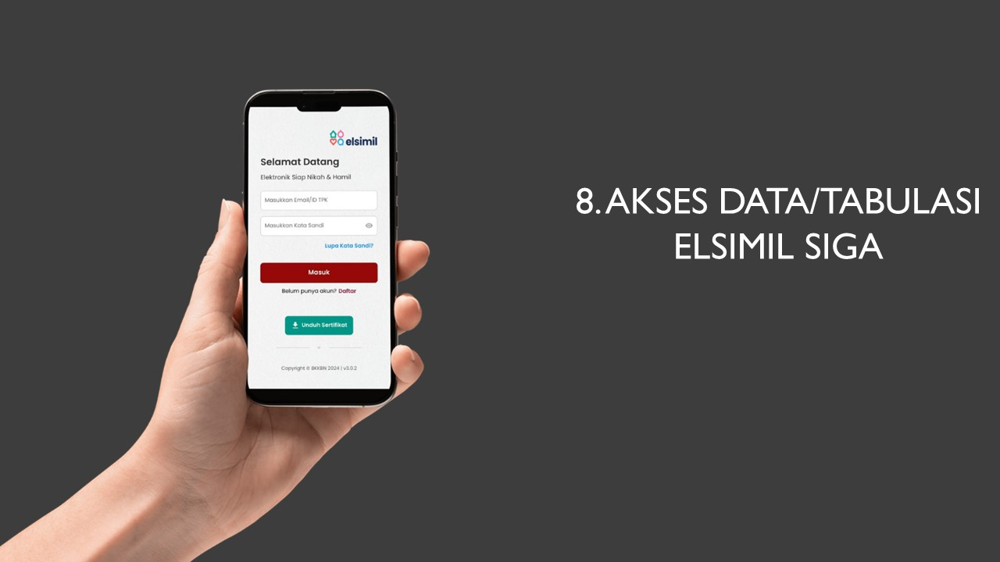 elsimil
Selamat Datang
Elektronik Siap Nikah & Hamil
Masukkan Email/ID TPK
Masukkan Kata Sandi
Lupa Kata Sandi?
Masuk
Belum punya akun? Daftar
Unduh Sertifikat
Copyright © BKKBN 2024 | v3.0.2
8. AKSES DATA/TABULASI
ELSIMIL SIGA